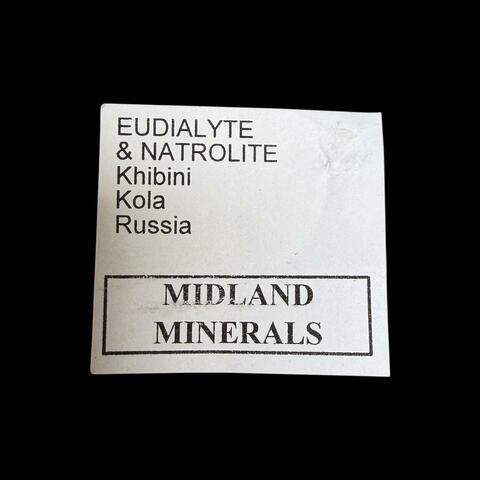 EUDIALYTE
& NATROLITE
Khibini
Kola
Russia
MIDLAND
MINERALS